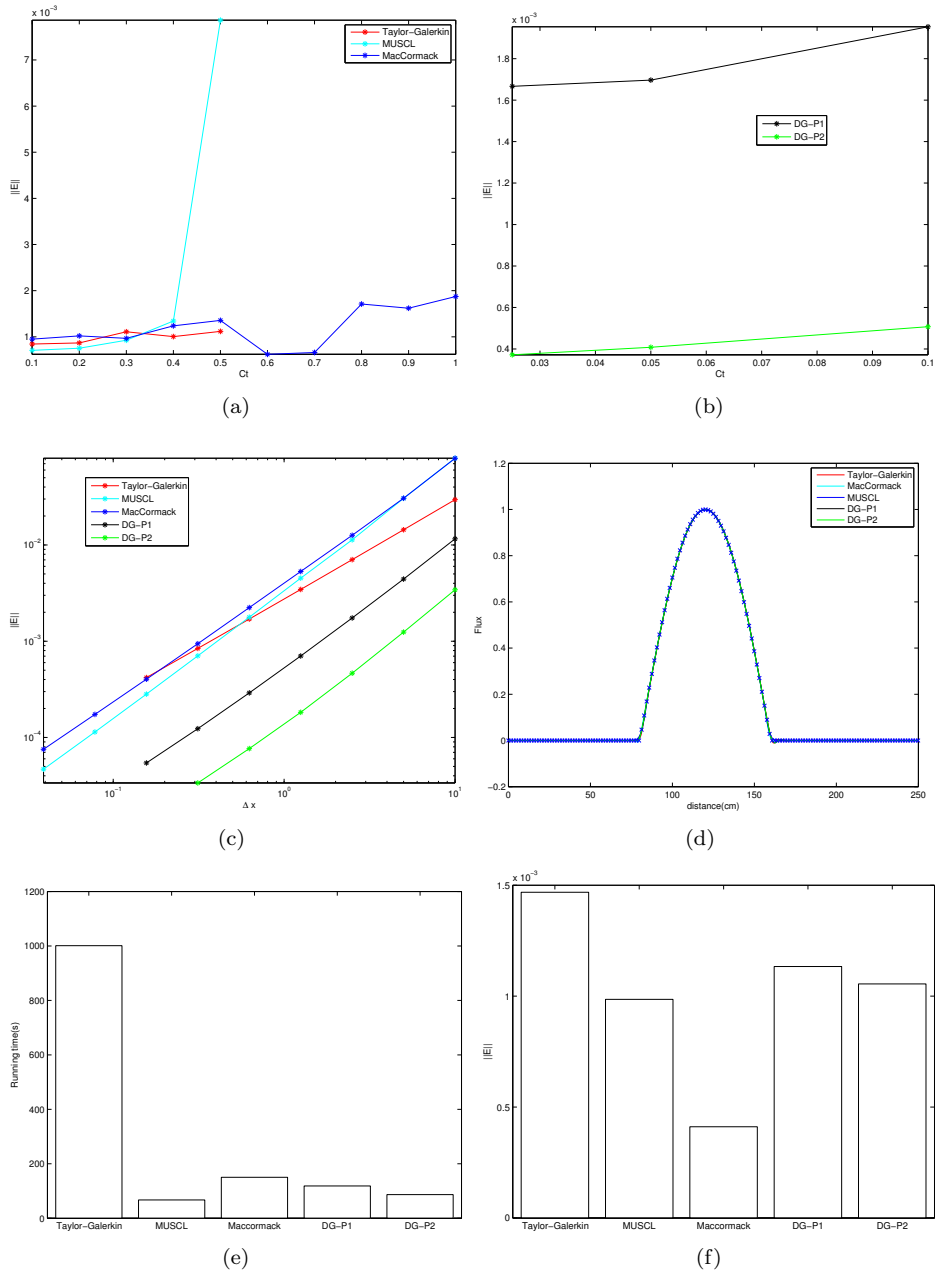 x 10⁻³
7
6
5
4
3
2
1
||E||
0.1 0.2 0.3 0.4 0.5 0.6 0.7 0.8 0.9 1
Ct
Taylor-Galerkin
MUSCL
MacCormack
(a)
x 10⁻³
1.8
1.6
1.4
1.2
1
0.8
0.6
0.4
||E||
0.03 0.04 0.05 0.06 0.07 0.08 0.09 0.1
Ct
DG-P1
DG-P2
(b)
10⁻²
10⁻³
10⁻⁴
||E||
10⁻¹ 10⁰ 10¹
Δ x
Taylor-Galerkin
MUSCL
MacCormack
DG-P1
DG-P2
(c)
1.2
1
0.8
0.6
0.4
0.2
0
-0.2
Flux
0 50 100 150 200 250
distance(cm)
Taylor-Galerkin
MacCormack
MUSCL
DG-P1
DG-P2
(d)
1200
1000
800
600
400
200
0
Running time(s)
Taylor-Galerkin MUSCL Maccormack DG-P1 DG-P2
(e)
x 10⁻³
1.5
1
0.5
0
||E||
Taylor-Galerkin MUSCL Maccormack DG-P1 DG-P2
(f)